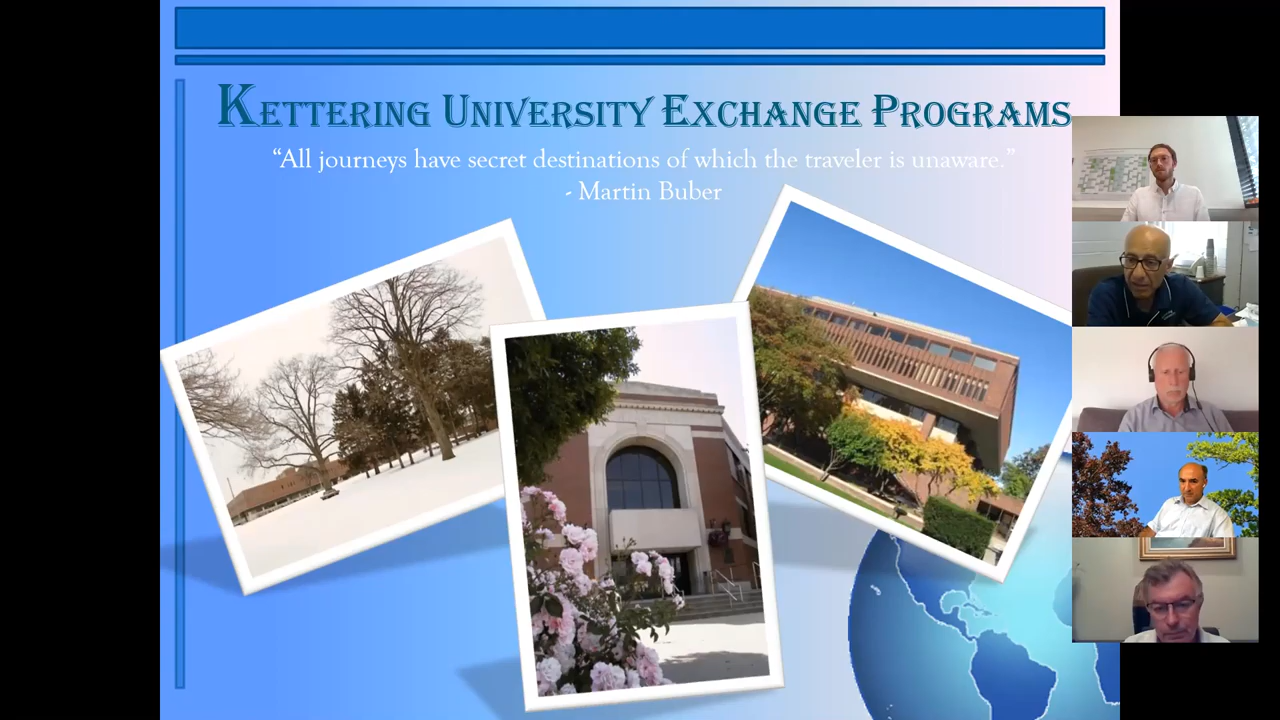 Kettering University Exchange Programs
“All journeys have secret destinations of which the traveler is unaware.”
- Martin Buber